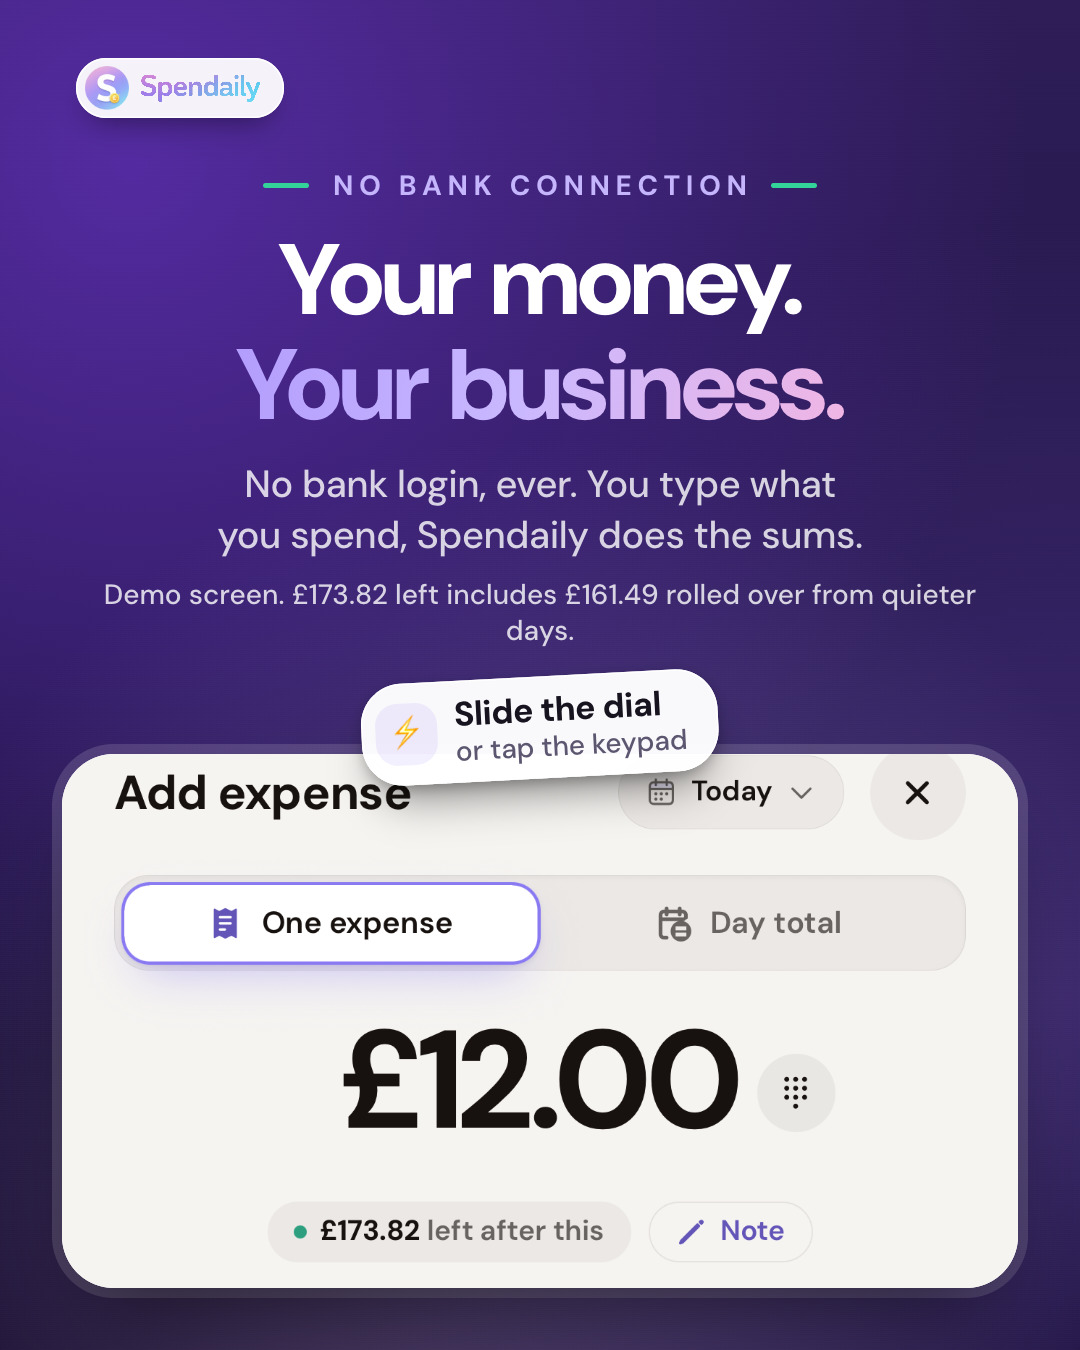 Spendaily
NO BANK CONNECTION
Your money.
Your business.
No bank login, ever. You type what
you spend, Spendaily does the sums.
Demo screen. £173.82 left includes £161.49 rolled over from quieter
days.
Slide the dial
or tap the keypad
Add expense
Today
One expense
Day total
£12.00
£173.82 left after this
Note